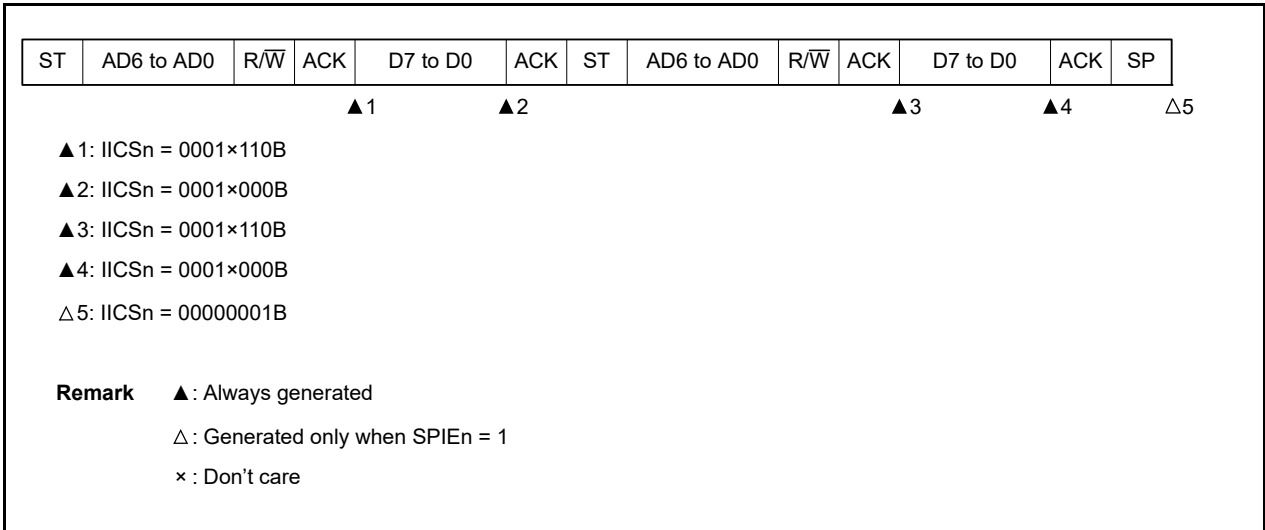 ST AD6 to AD0 R/W̅ ACK D7 to D0 ACK ST AD6 to AD0 R/W̅ ACK D7 to D0 ACK SP
▲1 ▲2 ▲3 ▲4 △5
▲1: IICSn = 0001×110B
▲2: IICSn = 0001×000B
▲3: IICSn = 0001×110B
▲4: IICSn = 0001×000B
△5: IICSn = 00000001B
Remark ▲: Always generated
△: Generated only when SPIEn = 1
×: Don't care